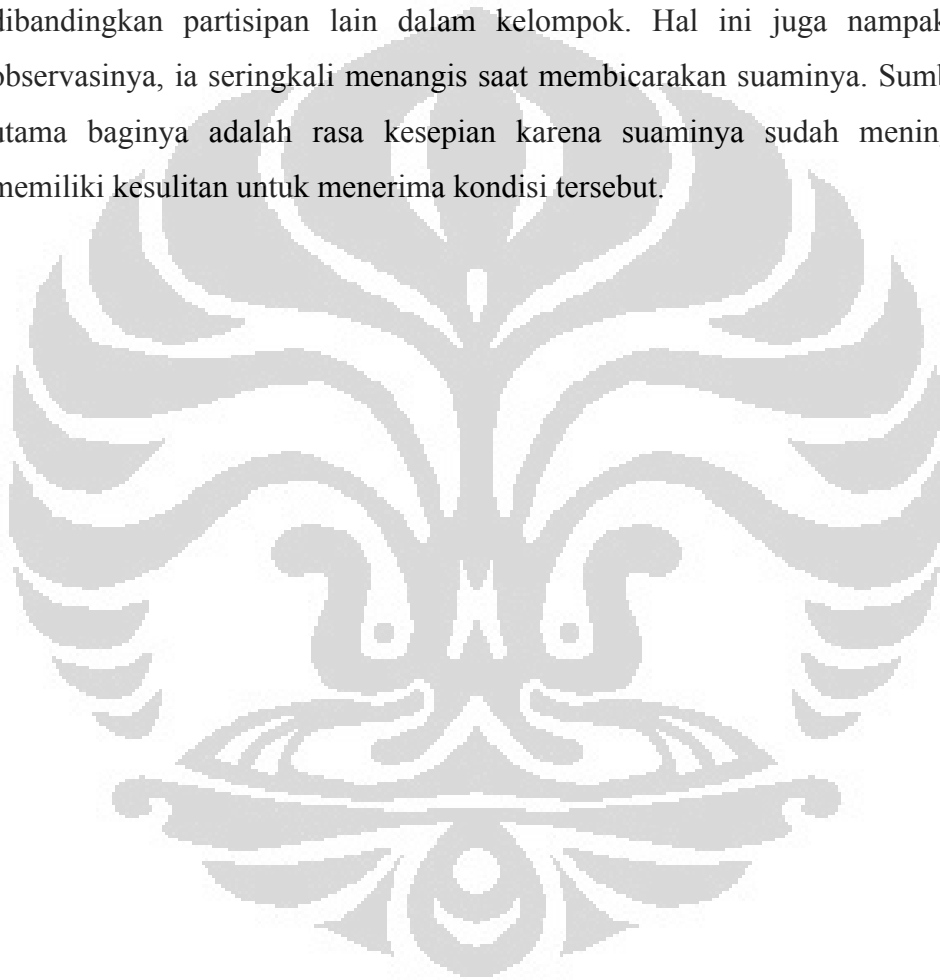 dibandingkan partisipan lain dalam kelompok. Hal ini juga nampak
observasinya, ia seringkali menangis saat membicarakan suaminya. Sumb
utama baginya adalah rasa kesepian karena suaminya sudah mening
memiliki kesulitan untuk menerima kondisi tersebut.